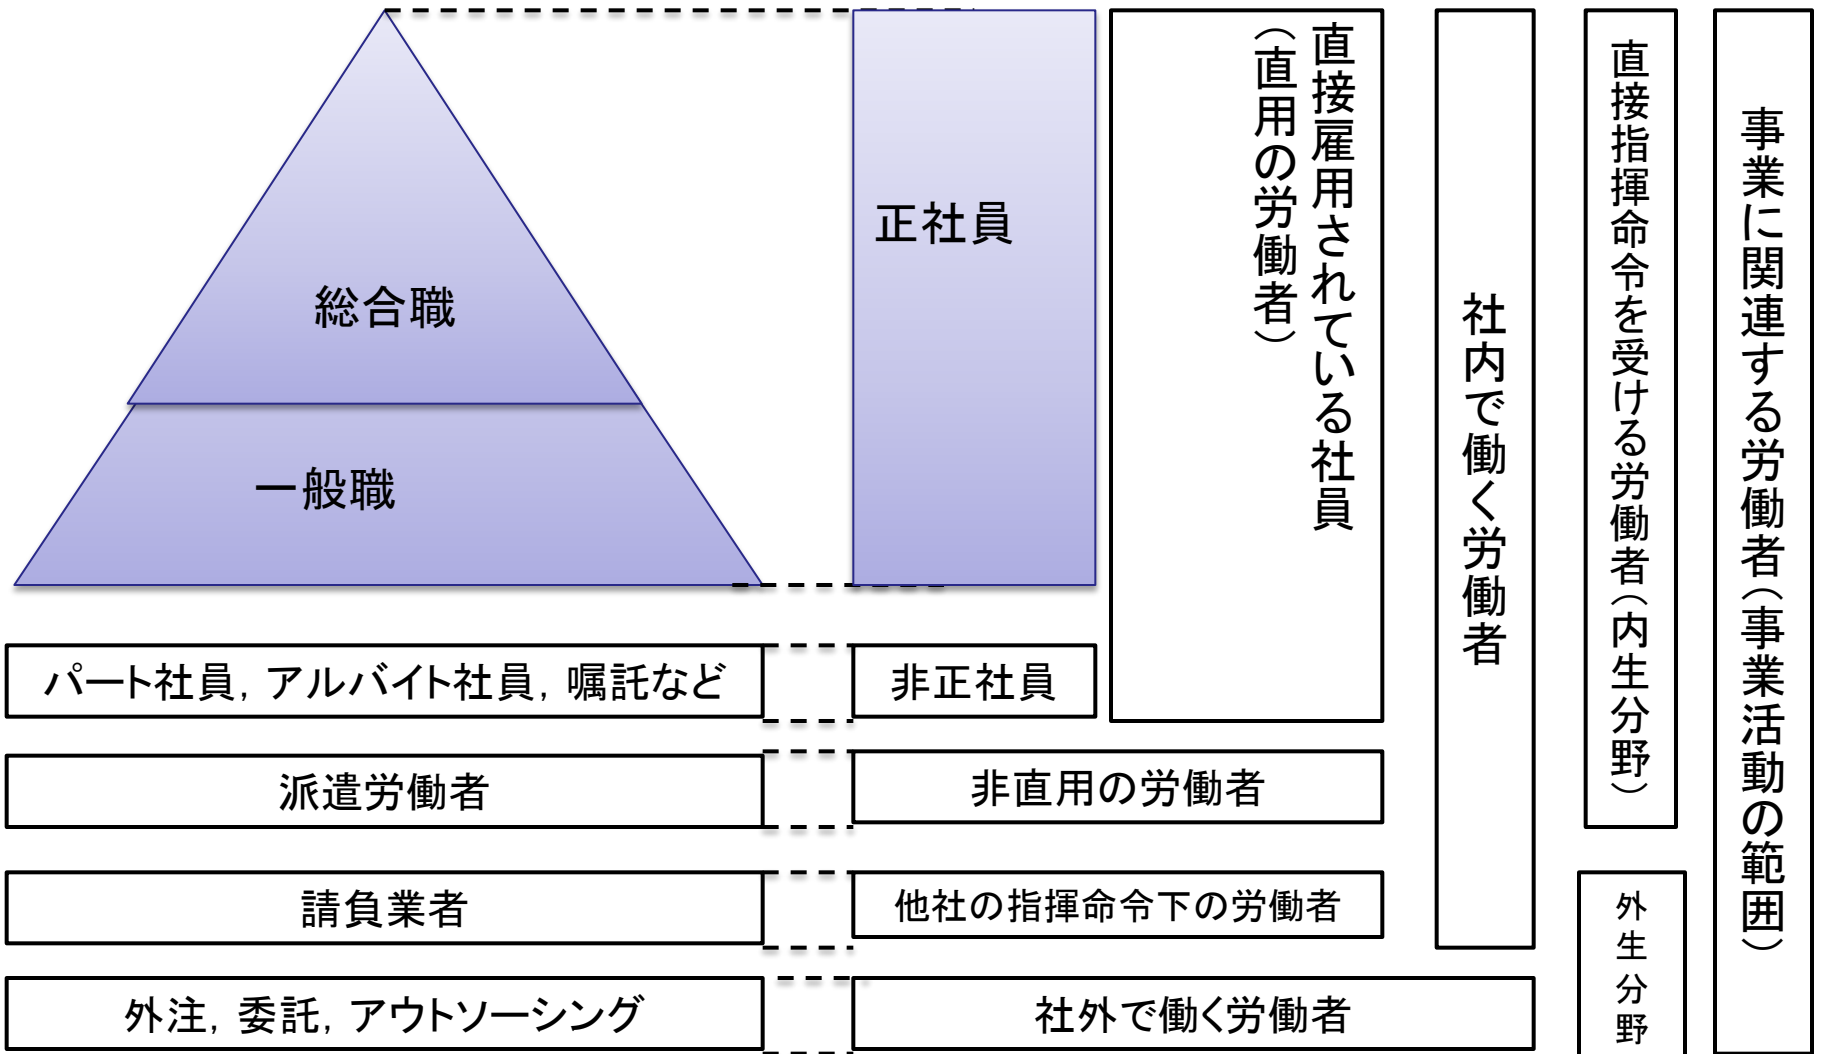 総合職
一般職
正社員
直接雇用されている社員
（直用の労働者）
社内で働く労働者
直接指揮命令を受ける労働者（内生分野）
事業に関連する労働者（事業活動の範囲）
パート社員, アルバイト社員, 嘱託など
非正社員
派遣労働者
非直用の労働者
請負業者
他社の指揮命令下の労働者
外生分野
外注, 委託, アウトソーシング
社外で働く労働者